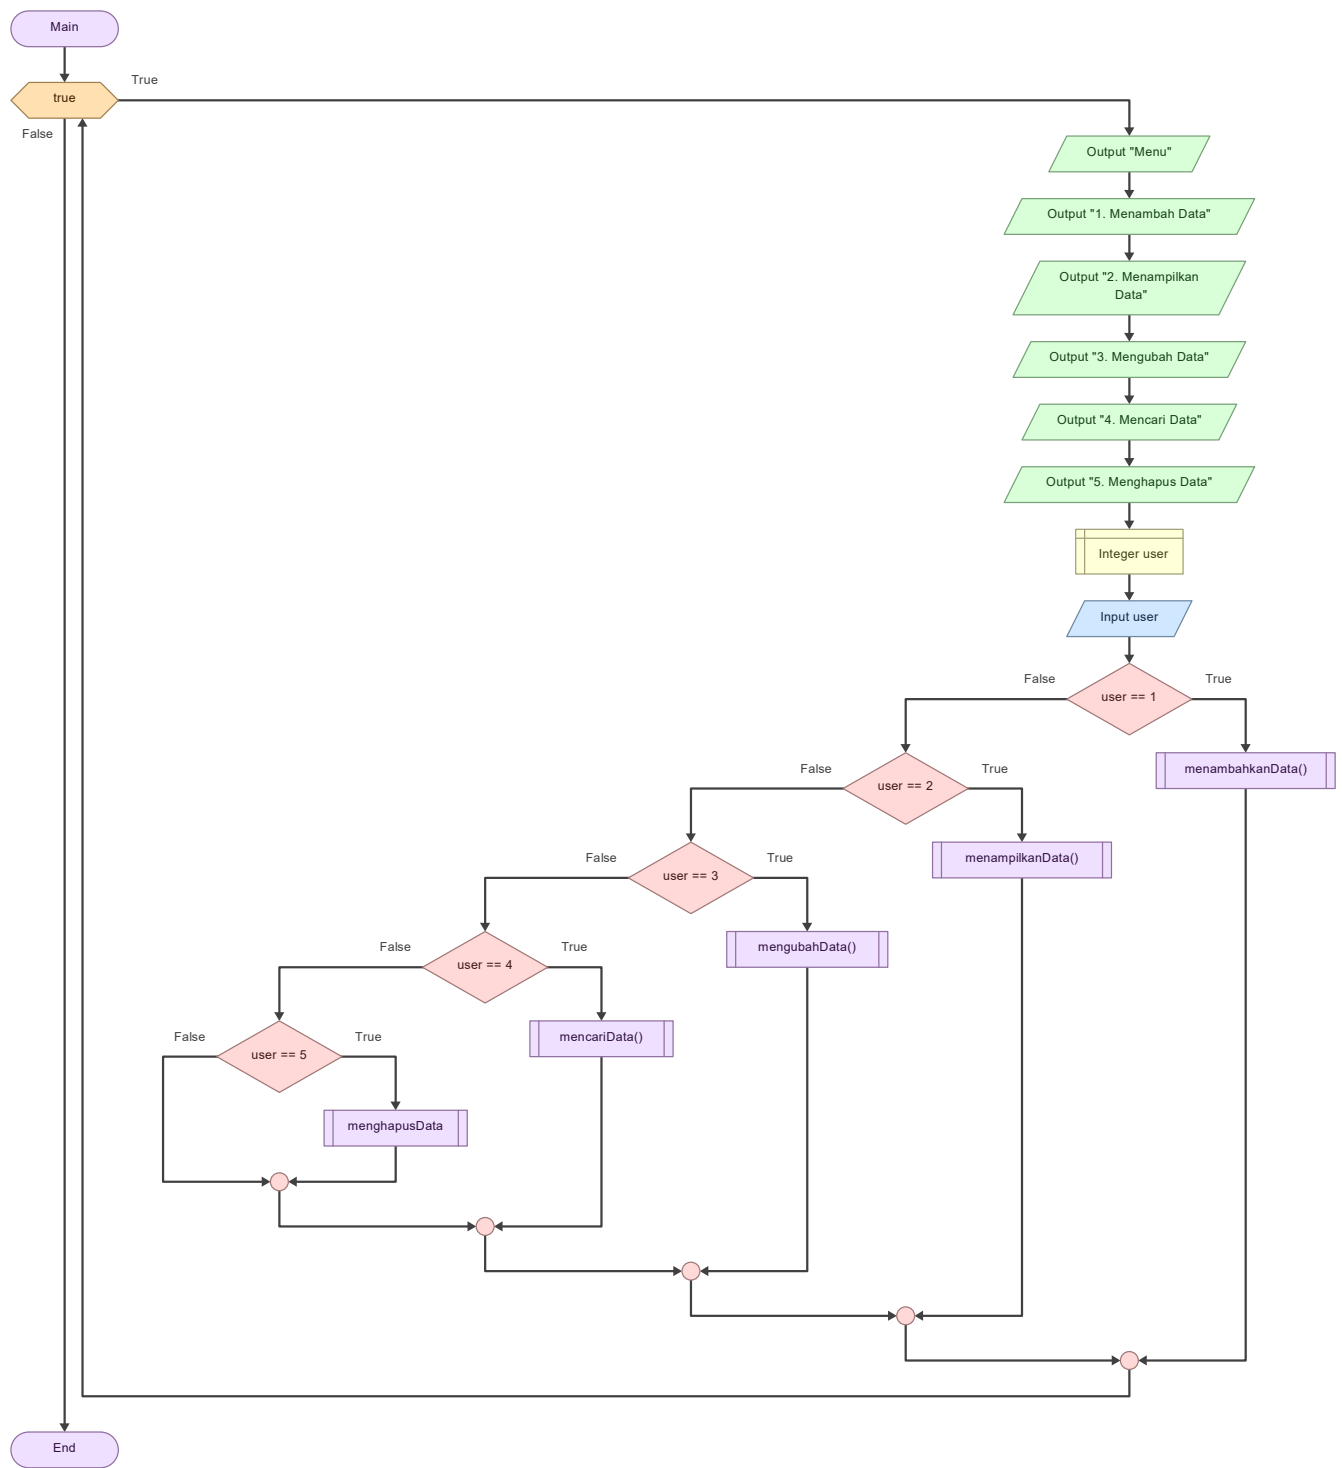 Main
True
true
False
Output "Menu"
Output "1. Menambah Data"
Output "2. Menampilkan
Data"
Output "3. Mengubah Data"
Output "4. Mencari Data"
Output "5. Menghapus Data"
Integer user
Input user
False
True
user == 1
menambahkanData()
False
True
user == 2
menampilkanData()
False
True
user == 3
mengubahData()
False
True
user == 4
mencariData()
False
True
user == 5
menghapusData
End